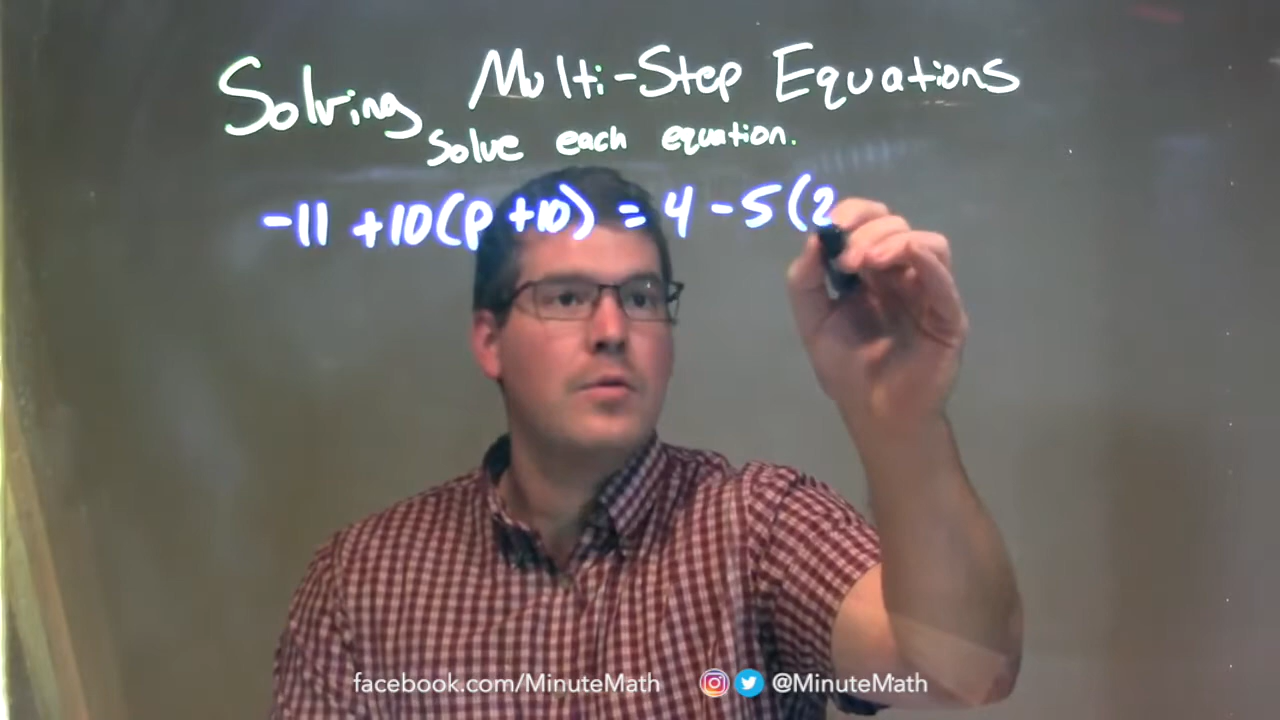 Solving Multi-Step Equations
Solve each equation.
-11 +10(p +10) = 4 -5(2
facebook.com/MinuteMath @MinuteMath